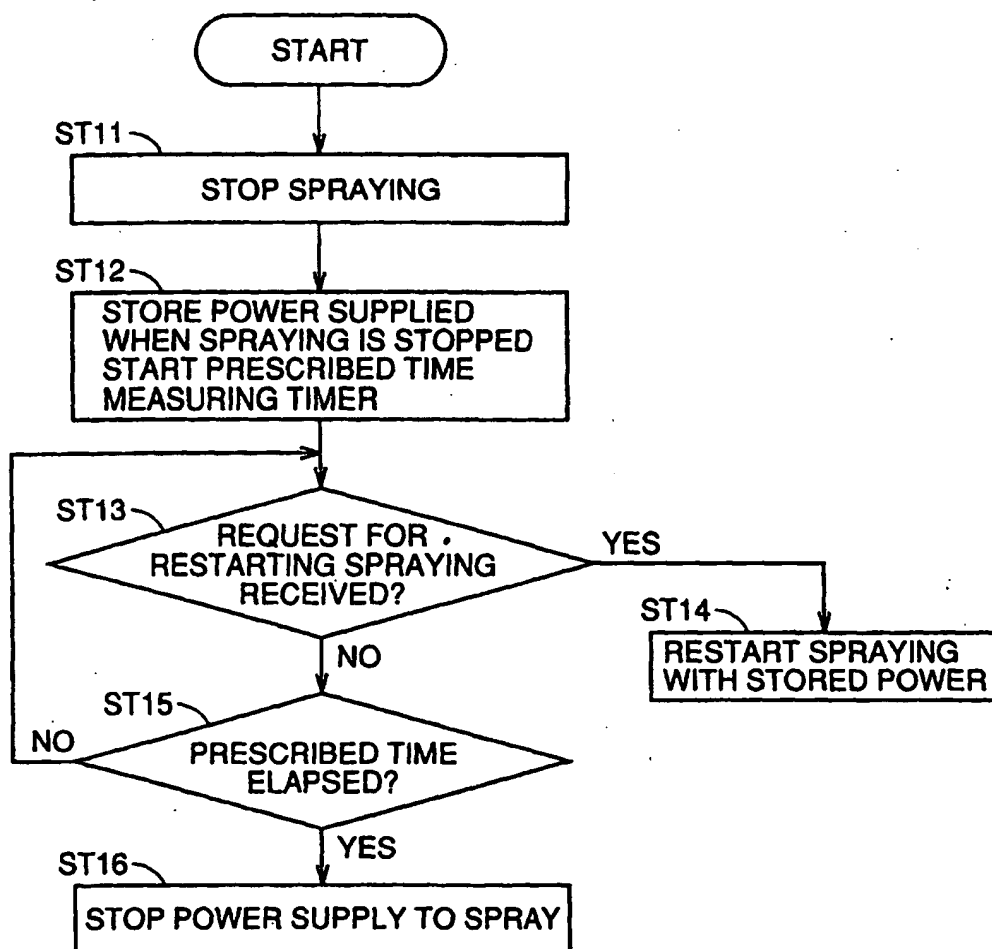 START
ST11
STOP SPRAYING
ST12
STORE POWER SUPPLIED
WHEN SPRAYING IS STOPPED
START PRESCRIBED TIME
MEASURING TIMER
ST13
REQUEST FOR
RESTARTING SPRAYING
RECEIVED?
YES
ST14
RESTART SPRAYING
WITH STORED POWER
NO
ST15
NO
PRESCRIBED TIME
ELAPSED?
YES
ST16
STOP POWER SUPPLY TO SPRAY